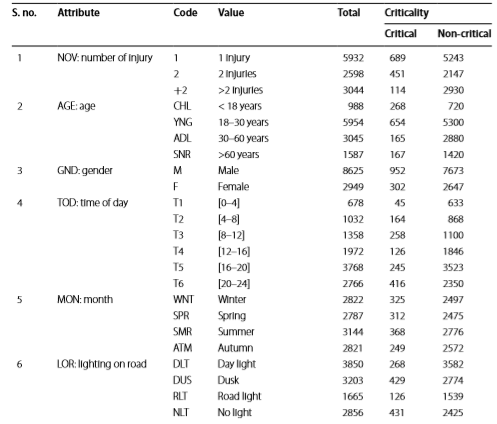 S. no. Attribute Code Value Total Criticality
Critical Non-critical
1 NOV: number of injury 1 1 injury 5932 689 5243
2 2 injuries 2598 451 2147
+2 >2 injuries 3044 114 2930
2 AGE: age CHL < 18 years 988 268 720
YNG 18–30 years 5954 654 5300
ADL 30–60 years 3045 165 2880
SNR >60 years 1587 167 1420
3 GND: gender M Male 8625 952 7673
F Female 2949 302 2647
4 TOD: time of day T1 [0–4] 678 45 633
T2 [4–8] 1032 164 868
T3 [8–12] 1358 258 1100
T4 [12–16] 1972 126 1846
T5 [16–20] 3768 245 3523
T6 [20–24] 2766 416 2350
5 MON: month WNT Winter 2822 325 2497
SPR Spring 2787 312 2475
SMR Summer 3144 368 2776
ATM Autumn 2821 249 2572
6 LOR: lighting on road DLT Day light 3850 268 3582
DUS Dusk 3203 429 2774
RLT Road light 1665 126 1539
NLT No light 2856 431 2425